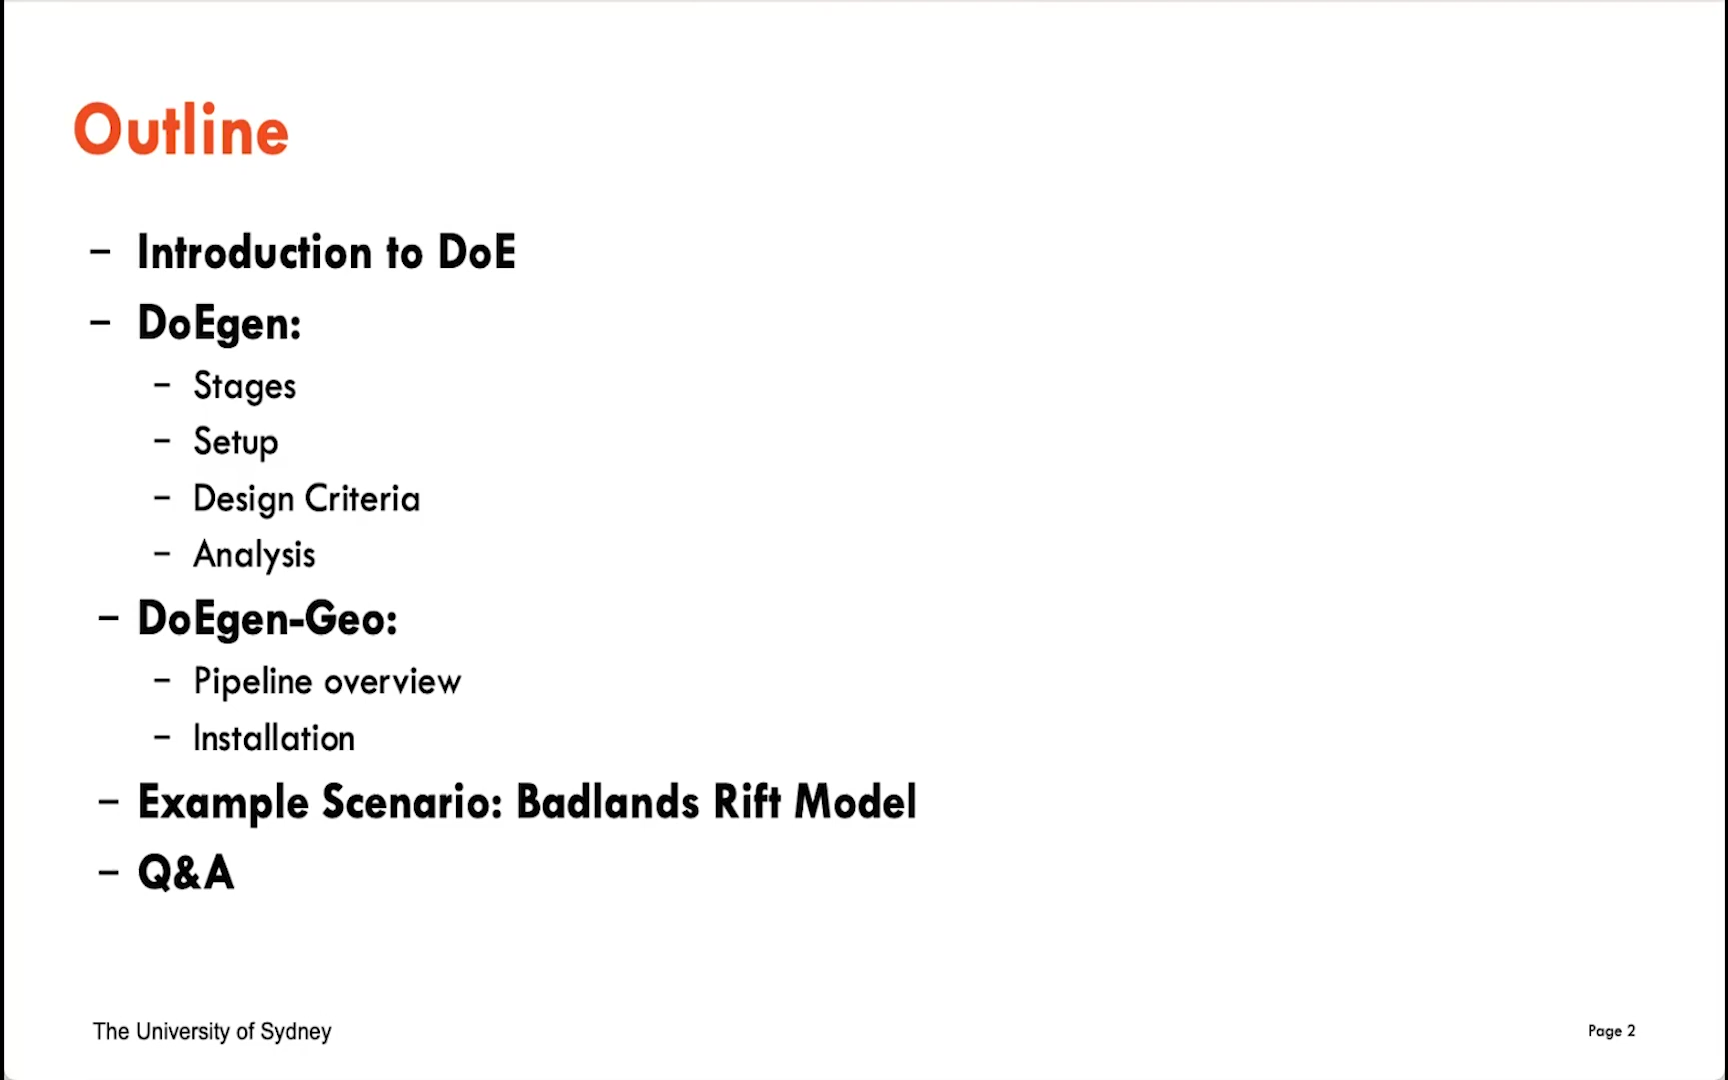 Outline
– Introduction to DoE
– DoEgen:
– Stages
– Setup
– Design Criteria
– Analysis
– DoEgen-Geo:
– Pipeline overview
– Installation
– Example Scenario: Badlands Rift Model
– Q&A
The University of Sydney
Page 2